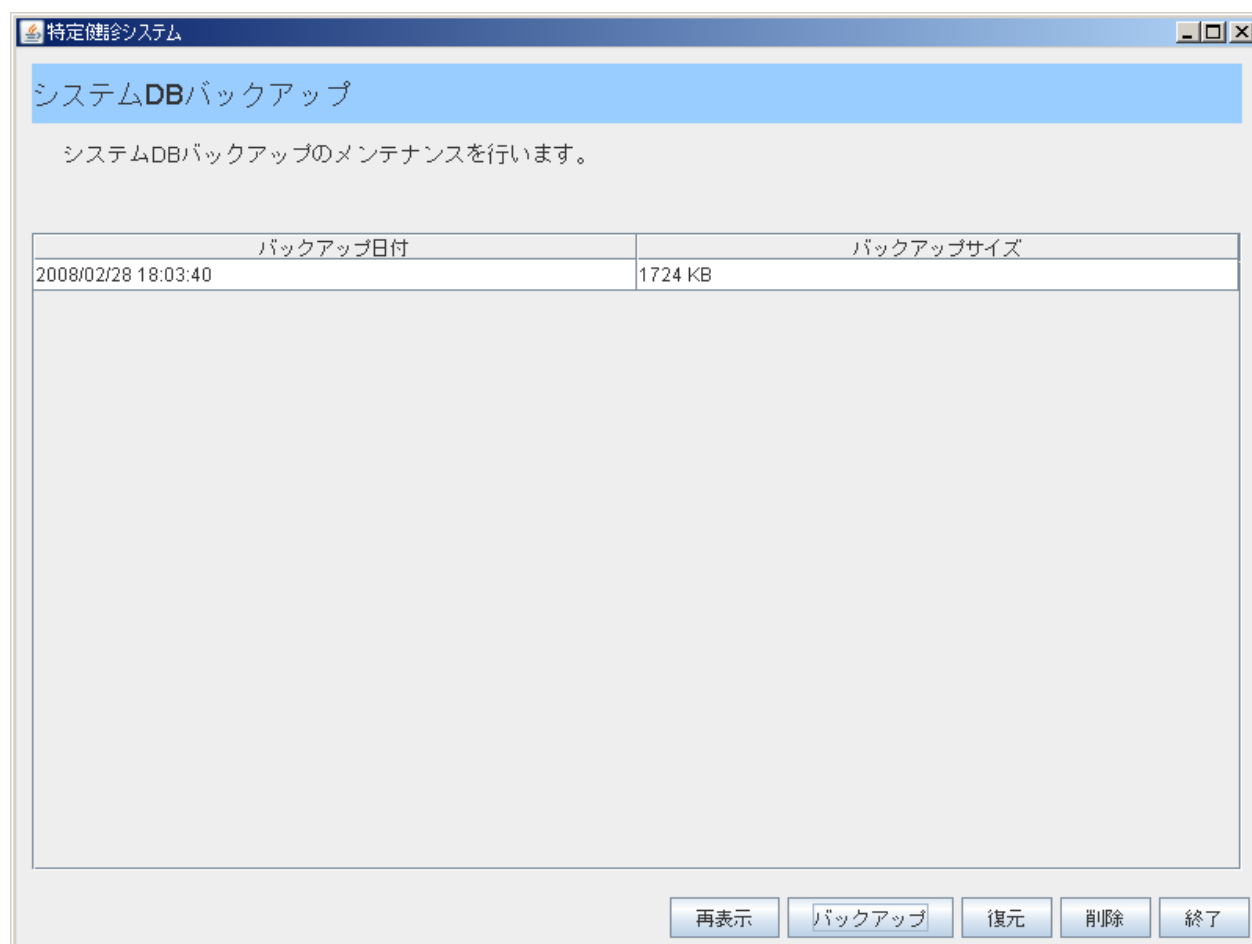 特定健診システム
システムDBバックアップ
システムDBバックアップのメンテナンスを行います。
バックアップ日付 バックアップサイズ
2008/02/28 18:03:40 1724 KB
再表示 バックアップ 復元 削除 終了